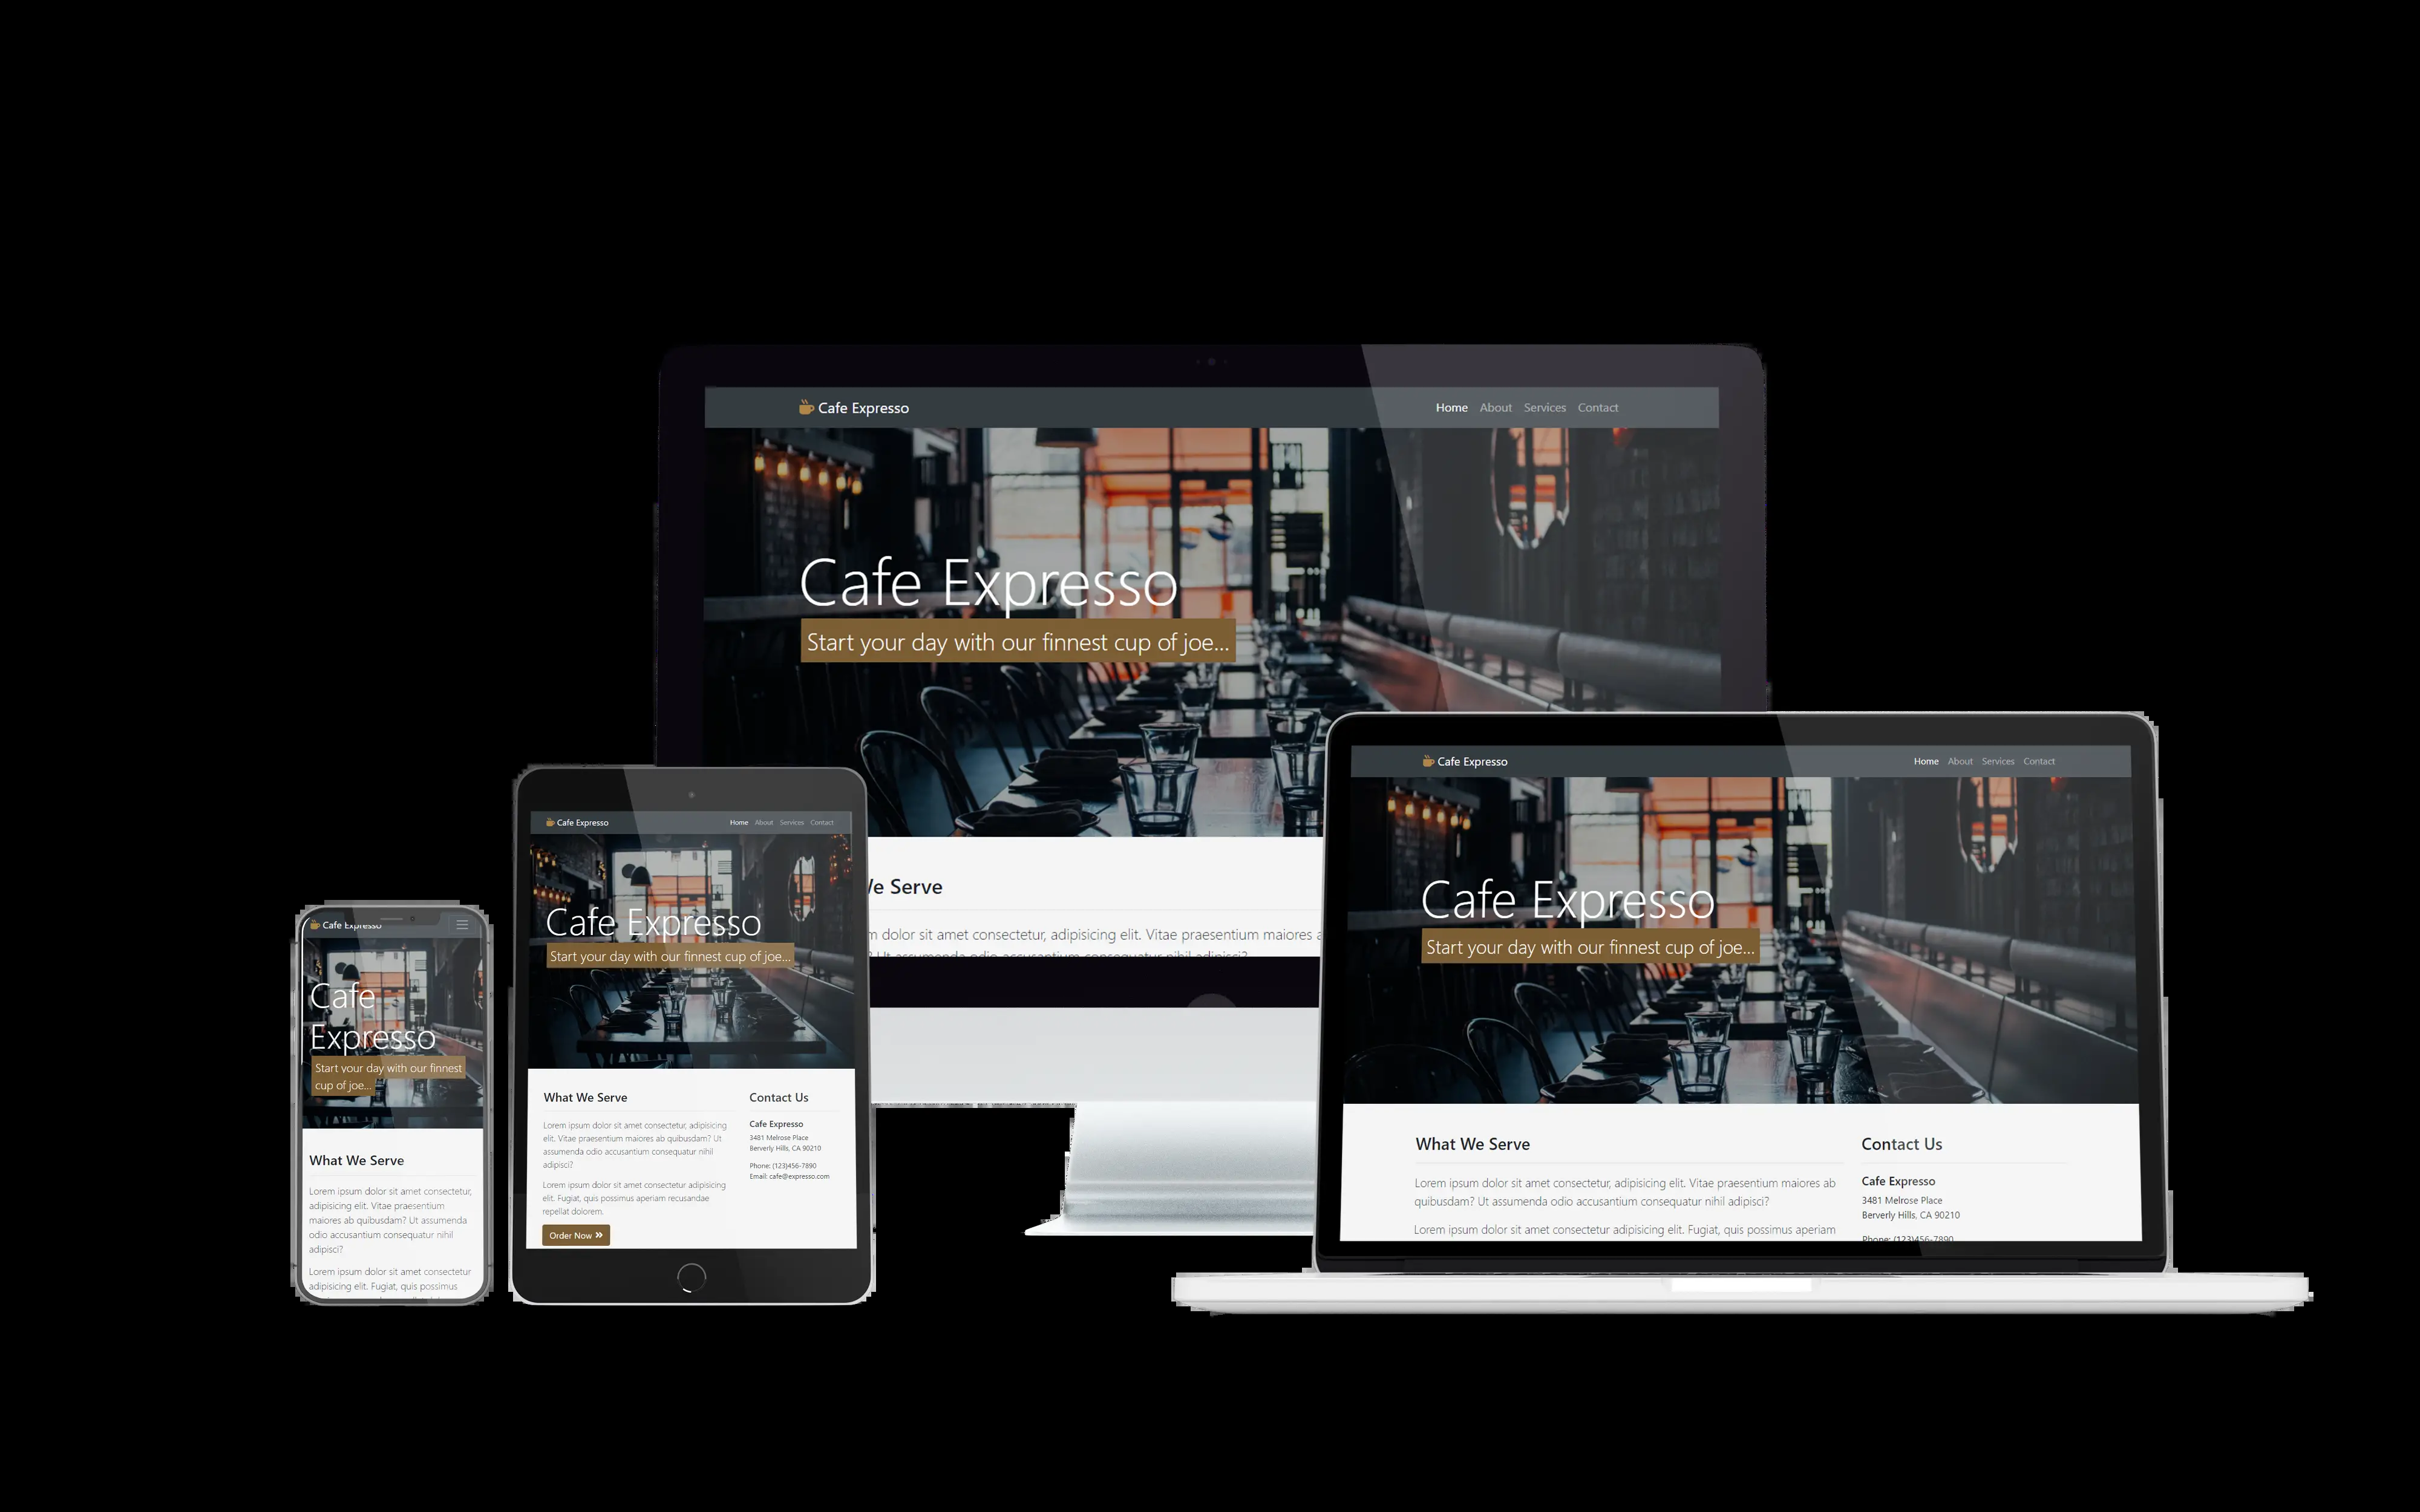 Cafe Expresso
Home About Services Contact
Cafe Expresso
Start your day with our finnest cup of joe...
We Serve
dolor sit amet consectetur, adipisicing elit. Vitae praesentium maiores
? Ut assumenda odio accusantium consequatur nihil adipisci?
Cafe Expresso
Home About Services Contact
Cafe Expresso
Start your day with our finnest cup of joe...
What We Serve
Lorem ipsum dolor sit amet consectetur, adipisicing elit. Vitae praesentium maiores ab
quibusdam? Ut assumenda odio accusantium consequatur nihil adipisci?
Lorem ipsum dolor sit amet consectetur adipisicing elit. Fugiat, quis possimus aperiam
Contact Us
Cafe Expresso
3481 Melrose Place
Berverly Hills, CA 90210
Phone: (123)456-7890
Cafe Expresso
Home About Services Contact
Cafe Expresso
Start your day with our finnest cup of joe...
What We Serve
Lorem ipsum dolor sit amet consectetur, adipisicing
elit. Vitae praesentium maiores ab quibusdam? Ut
assumenda odio accusantium consequatur nihil
adipisci?
Lorem ipsum dolor sit amet consectetur adipisicing
elit. Fugiat, quis possimus aperiam recusandae
repellat dolorem.
Order Now »
Contact Us
Cafe Expresso
3481 Melrose Place
Berverly Hills, CA 90210
Phone: (123)456-7890
Email: cafe@expresso.com
Cafe Expresso
Cafe
Expresso
Start your day with our finnest
cup of joe...
What We Serve
Lorem ipsum dolor sit amet consectetur,
adipisicing elit. Vitae praesentium
maiores ab quibusdam? Ut assumenda
odio accusantium consequatur nihil
adipisci?
Lorem ipsum dolor sit amet consectetur
adipisicing elit. Fugiat, quis possimus